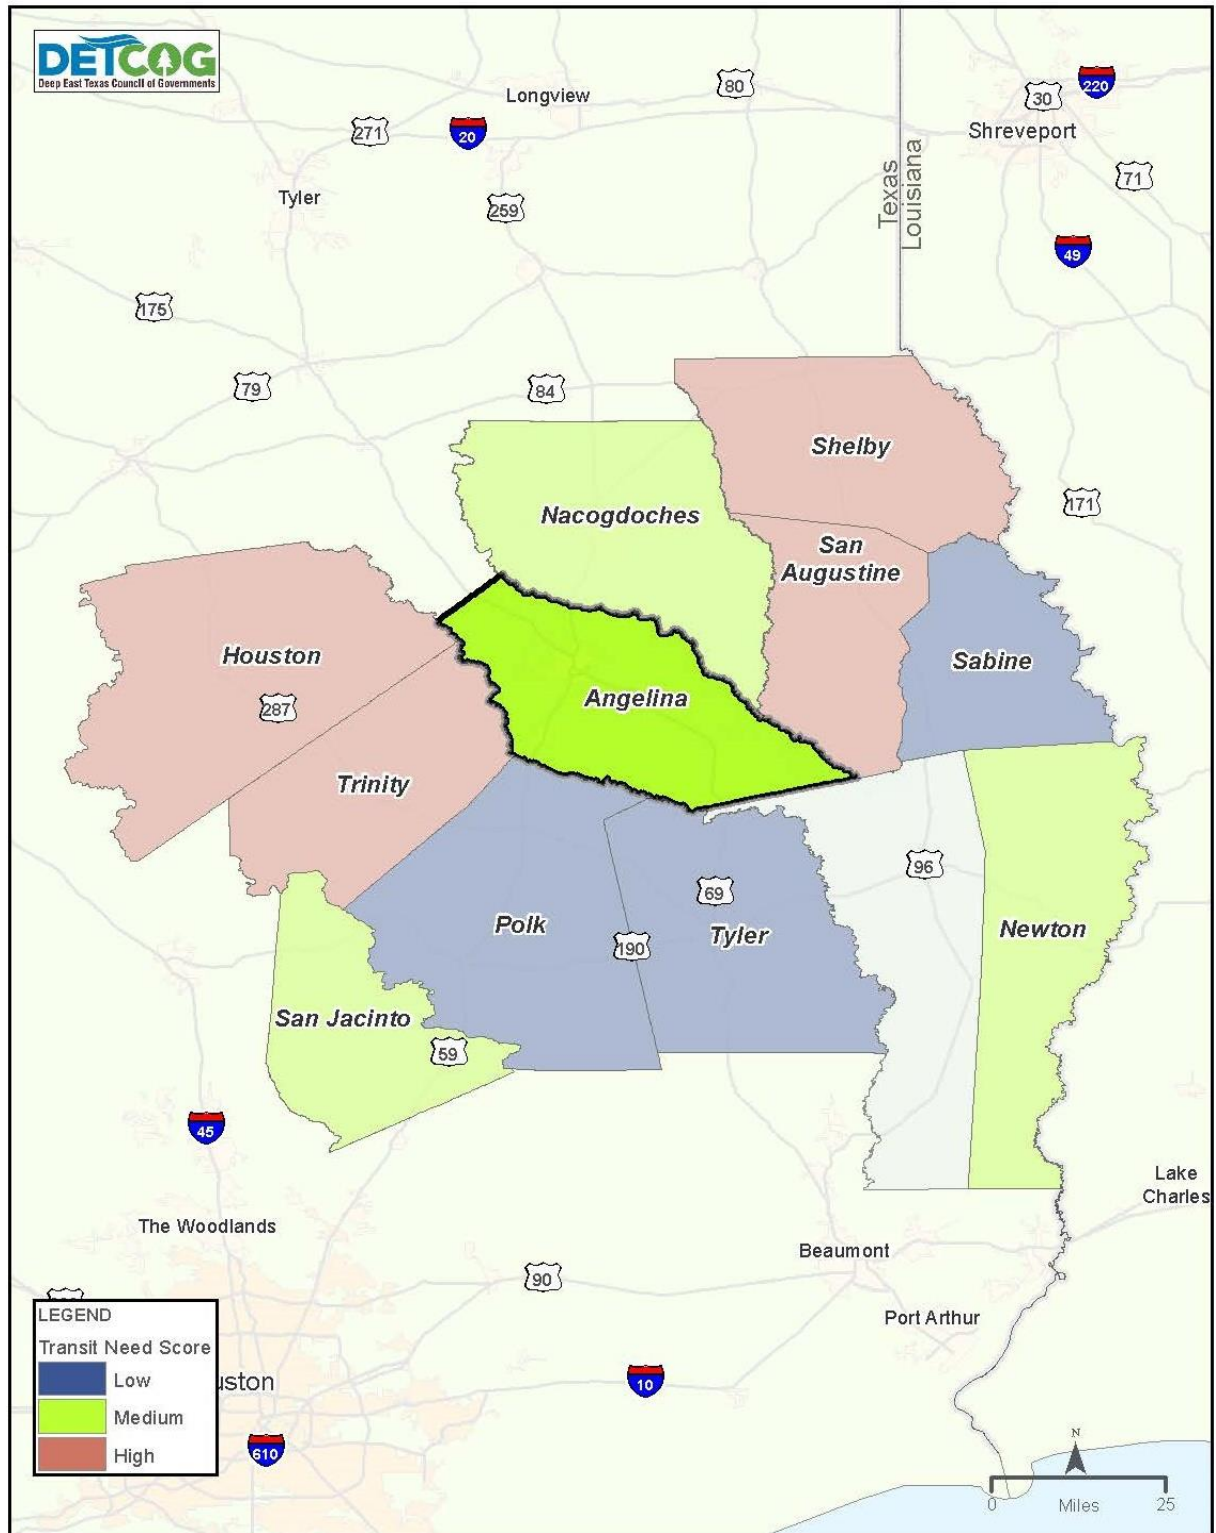 DETCOG
Deep East Texas Council of Governments
Longview
80
220
30
271
20
Shreveport
Texas
Louisiana
71
Tyler
259
49
175
79
84
Shelby
171
Nacogdoches
San
Augustine
Houston
Sabine
287
Angelina
Trinity
96
69
Polk
190
Tyler
Newton
San Jacinto
59
45
Lake
Charles
The Woodlands
Beaumont
90
Port Arthur
LEGEND
Transit Need Score
Low
Medium
High
uston
10
610
N
0
Miles
25